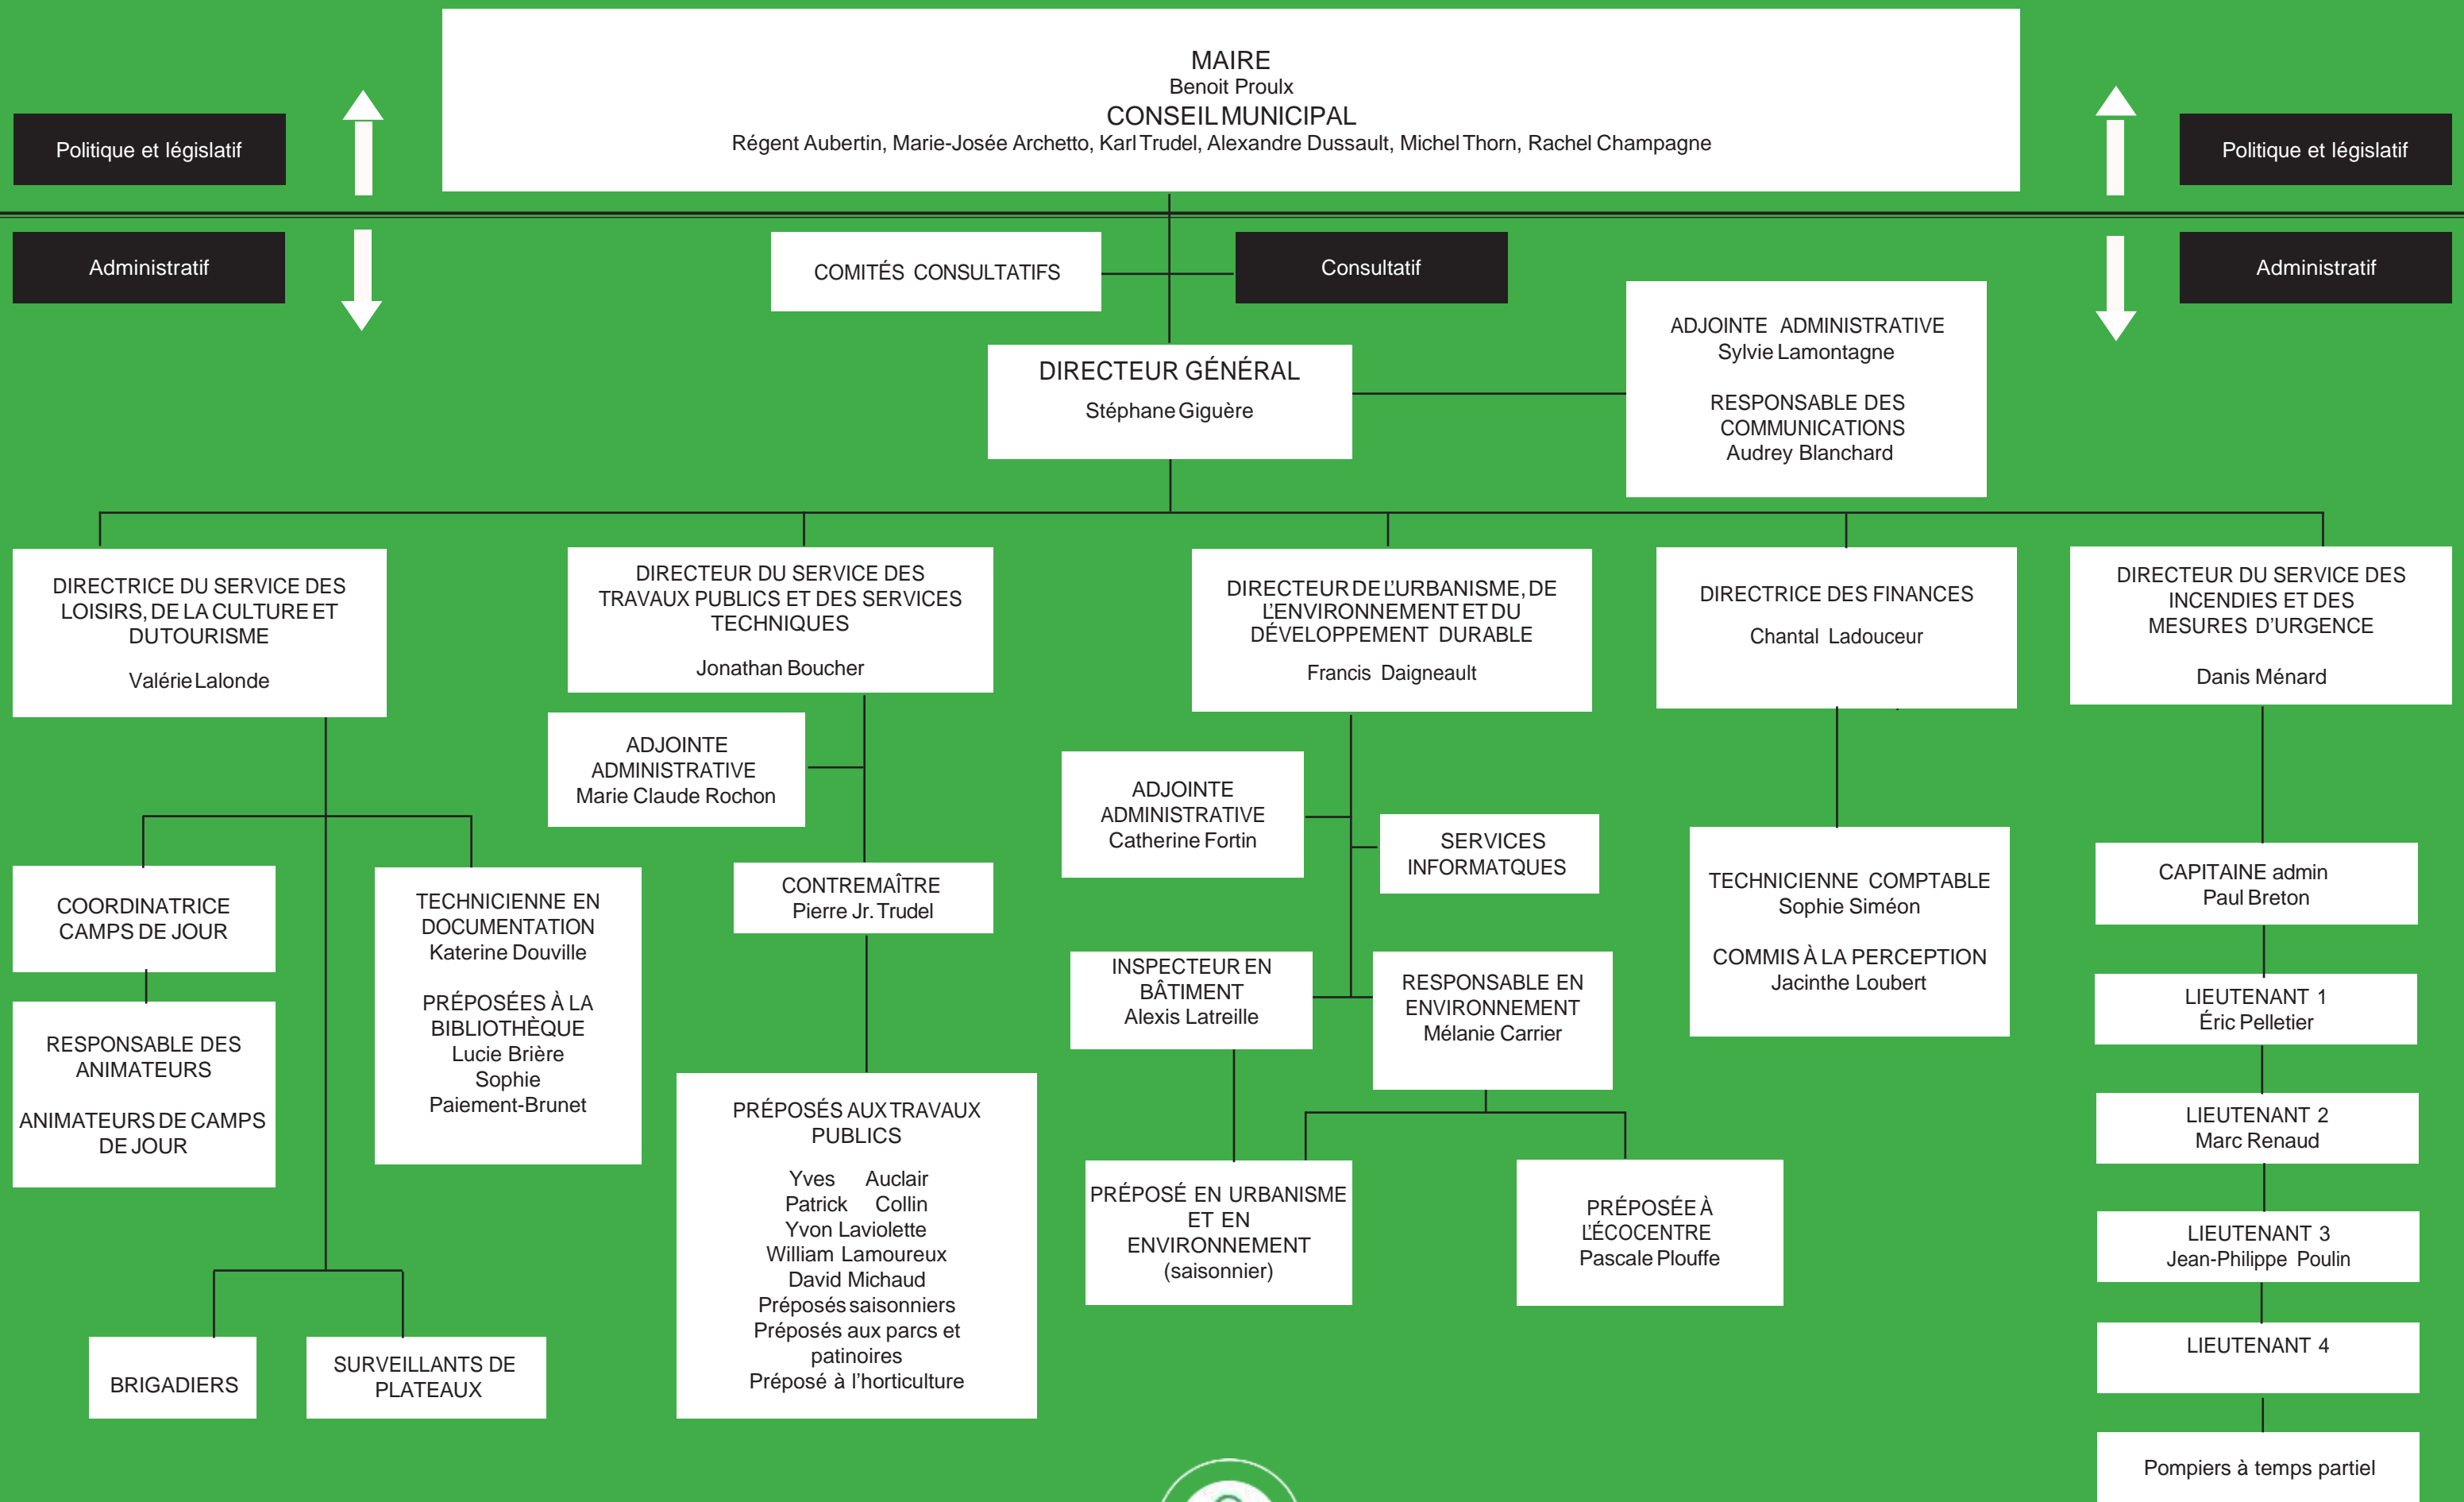 MAIRE
Benoit Proulx
CONSEIL MUNICIPAL
Régent Aubertin, Marie-Josée Archetto, Karl Trudel, Alexandre Dussault, Michel Thorn, Rachel Champagne
Politique et législatif
Politique et législatif
Administratif
COMITÉS CONSULTATIFS
Consultatif
Administratif
DIRECTEUR GÉNÉRAL
Stéphane Giguère
ADJOINTE ADMINISTRATIVE
Sylvie Lamontagne
RESPONSABLE DES
COMMUNICATIONS
Audrey Blanchard
DIRECTRICE DU SERVICE DES
LOISIRS, DE LA CULTURE ET
DU TOURISME
Valérie Lalonde
DIRECTEUR DU SERVICE DES
TRAVAUX PUBLICS ET DES SERVICES
TECHNIQUES
Jonathan Boucher
DIRECTEUR DE L'URBANISME, DE
L'ENVIRONNEMENT ET DU
DÉVELOPPEMENT DURABLE
Francis Daigneault
DIRECTRICE DES FINANCES
Chantal Ladouceur
DIRECTEUR DU SERVICE DES
INCENDIES ET DES
MESURES D'URGENCE
Danis Ménard
COORDINATRICE
CAMPS DE JOUR
RESPONSABLE DES
ANIMATEURS
ANIMATEURS DE CAMPS
DE JOUR
TECHNICIENNE EN
DOCUMENTATION
Katerine Douville
PRÉPOSÉES À LA
BIBLIOTHÈQUE
Lucie Brière
Sophie
Paiement-Brunet
BRIGADIERS
SURVEILLANTS DE
PLATEAUX
ADJOINTE
ADMINISTRATIVE
Marie Claude Rochon
CONTREMAÎTRE
Pierre Jr. Trudel
PRÉPOSÉS AUX TRAVAUX
PUBLICS
Yves Auclair
Patrick Collin
Yvon Laviolette
William Lamoureux
David Michaud
Préposés saisonniers
Préposés aux parcs et
patinoires
Préposé à l'horticulture
ADJOINTE
ADMINISTRATIVE
Catherine Fortin
SERVICES
INFORMATQUES
INSPECTEUR EN
BÂTIMENT
Alexis Latreille
RESPONSABLE EN
ENVIRONNEMENT
Mélanie Carrier
PRÉPOSÉ EN URBANISME
ET EN
ENVIRONNEMENT
(saisonnier)
PRÉPOSÉE À
L'ÉCOCENTRE
Pascale Plouffe
TECHNICIENNE COMPTABLE
Sophie Siméon
COMMIS À LA PERCEPTION
Jacinthe Loubert
CAPITAINE admin
Paul Breton
LIEUTENANT 1
Éric Pelletier
LIEUTENANT 2
Marc Renaud
LIEUTENANT 3
Jean-Philippe Poulin
LIEUTENANT 4
Pompiers à temps partiel